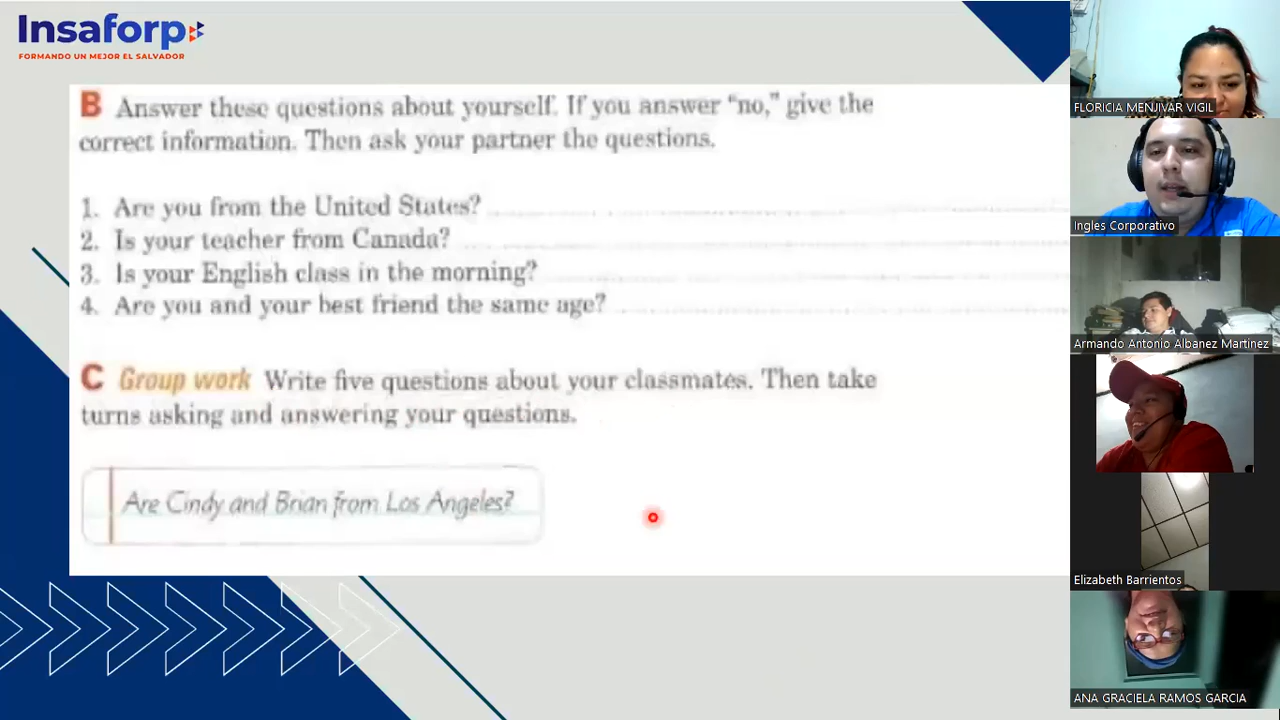 Insaforp
FORMANDO UN MEJOR EL SALVADOR
B Answer these questions about yourself. If you answer “no,” give the
correct information. Then ask your partner the questions.
1. Are you from the United States?
2. Is your teacher from Canada?
3. Is your English class in the morning?
4. Are you and your best friend the same age?
C Group work Write five questions about your classmates. Then take
turns asking and answering your questions.
Are Cindy and Brian from Los Angeles?
FLORICIA MENJIVAR VIGIL
Ingles Corporativo
Armando Antonio Albanez Martinez
Elizabeth Barrientos
ANA GRACIELA RAMOS GARCIA